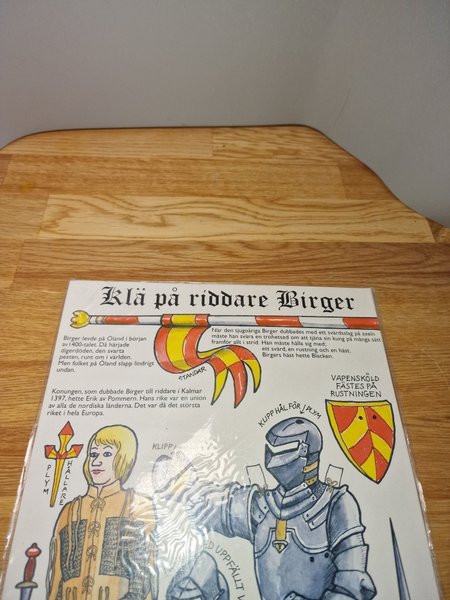 Klä på riddare Birger
Birger levde på Öland i början
av 1400-talet. Då härjade
digerdöden, den svarta
pesten, runt om i världen.
Men folket på Öland slapp lindrigt
undan.
När den tjugoåriga Birger dubbades med ett svärdsslag på axeln
måste han svära en trohetsed om att tjäna sin kung på många sätt
framför allt i strid. Han måste hålla sig med
ett svärd, en rustning och en häst.
Birgers häst hette Blacken.
STANDAR
Konungen, som dubbade Birger till riddare i Kalmar
1397, hette Erik av Pommern. Hans rike var en union
av alla de nordiska länderna. Det var då det största
riket i hela Europa.
VAPENSKÖLD
FÄSTES PÅ
RUSTNINGEN
KLIPP HÅL FÖR PLYM
KLIPP
PLYM
HÅLLARE
UPPFÄLLT